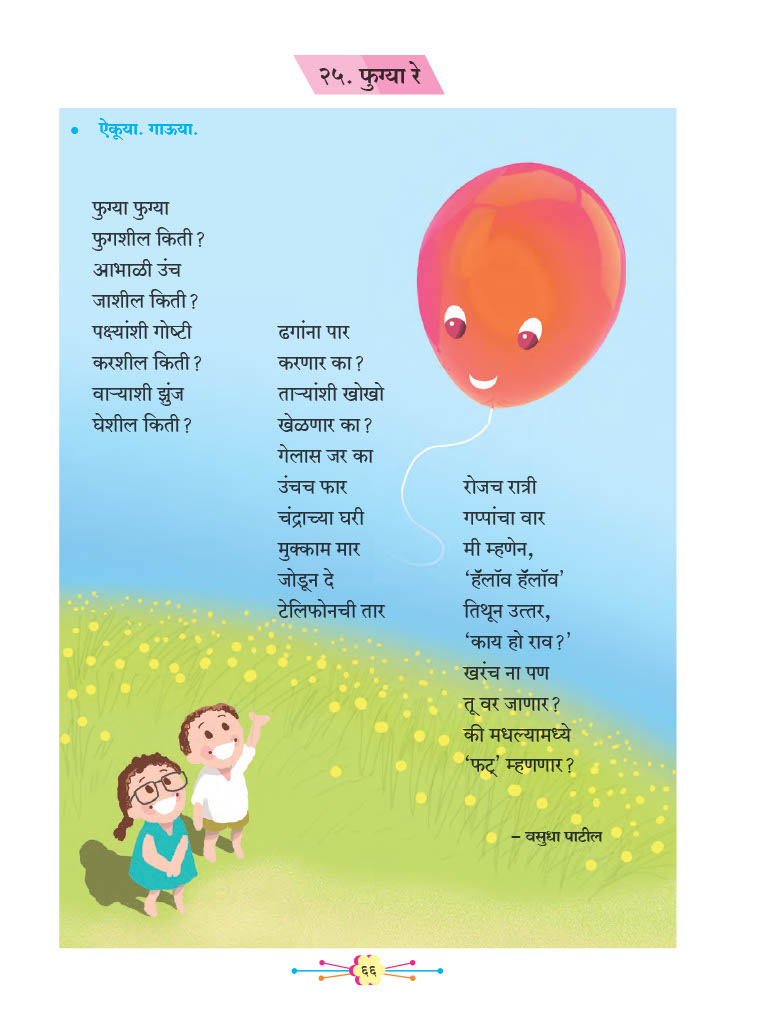 २५. फुग्या रे
• ऐकूया. गाऊया.
फुग्या फुग्या
फुगशील किती?
आभाळी उंच
जाशील किती?
पक्ष्यांशी गोष्टी
करशील किती?
वाऱ्याशी झुंज
घेशील किती?
ढगांना पार
करणार का?
ताऱ्यांशी खोखो
खेळणार का?
गेलास जर का
उंचच फार
चंद्राच्या घरी
मुक्काम मार
जोडून दे
टेलिफोनची तार
रोजच रात्री
गप्पांचा वार
मी म्हणेन,
‘हॅलॉव हॅलॉव’
तिथून उत्तर,
‘काय हो राव?’
खरंच ना पण
तू वर जाणार?
की मधल्यामध्ये
‘फट्’ म्हणणार?
– वसुधा पाटील
६६